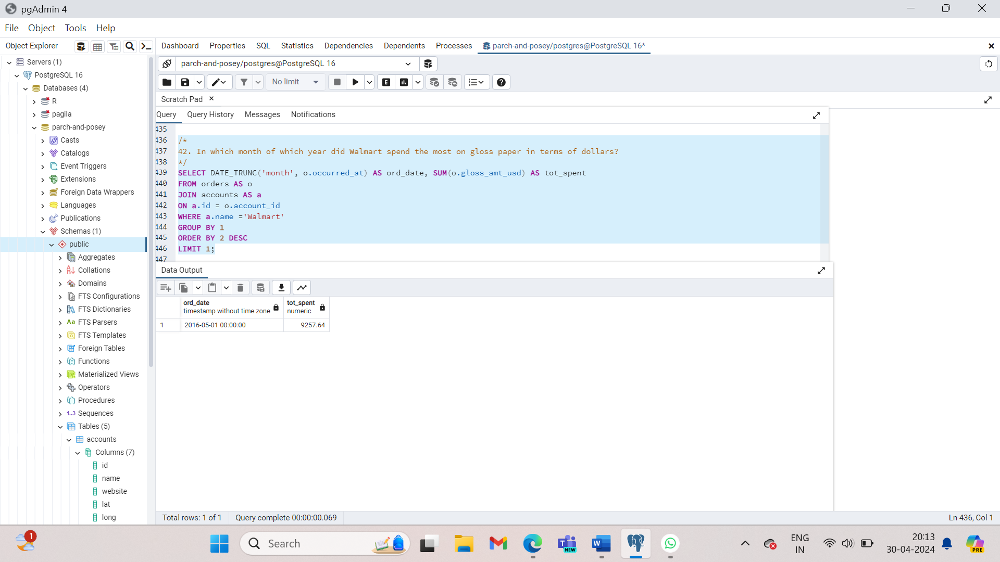 pgAdmin 4
File Object Tools Help
Object Explorer
Dashboard Properties SQL Statistics Dependencies Dependents Processes parch-and-posey/postgres@PostgreSQL 16*
Servers (1)
PostgreSQL 16
Databases (4)
R
pagila
parch-and-posey
Casts
Catalogs
Event Triggers
Extensions
Foreign Data Wrappers
Languages
Publications
Schemas (1)
public
Aggregates
Collations
Domains
FTS Configurations
FTS Dictionaries
Aa FTS Parsers
FTS Templates
Foreign Tables
Functions
Materialized Views
Operators
Procedures
1..3 Sequences
Tables (5)
accounts
Columns (7)
id
name
website
lat
long
parch-and-posey/postgres@PostgreSQL 16
No limit
E
Scratch Pad
Query Query History Messages Notifications
435
436 /*
437 42. In which month of which year did Walmart spend the most on gloss paper in terms of dollars?
438 */
439 SELECT DATE_TRUNC('month', o.occurred_at) AS ord_date, SUM(o.gloss_amt_usd) AS tot_spent
440 FROM orders AS o
441 JOIN accounts AS a
442 ON a.id = o.account_id
443 WHERE a.name ='Walmart'
444 GROUP BY 1
445 ORDER BY 2 DESC
446 LIMIT 1;
447
Data Output
ord_date
timestamp without time zone
tot_spent
numeric
1 2016-05-01 00:00:00 9257.64
Total rows: 1 of 1 Query complete 00:00:00.069 Ln 436, Col 1
1
Search
NEW
ENG
IN
20:13
30-04-2024
PRE